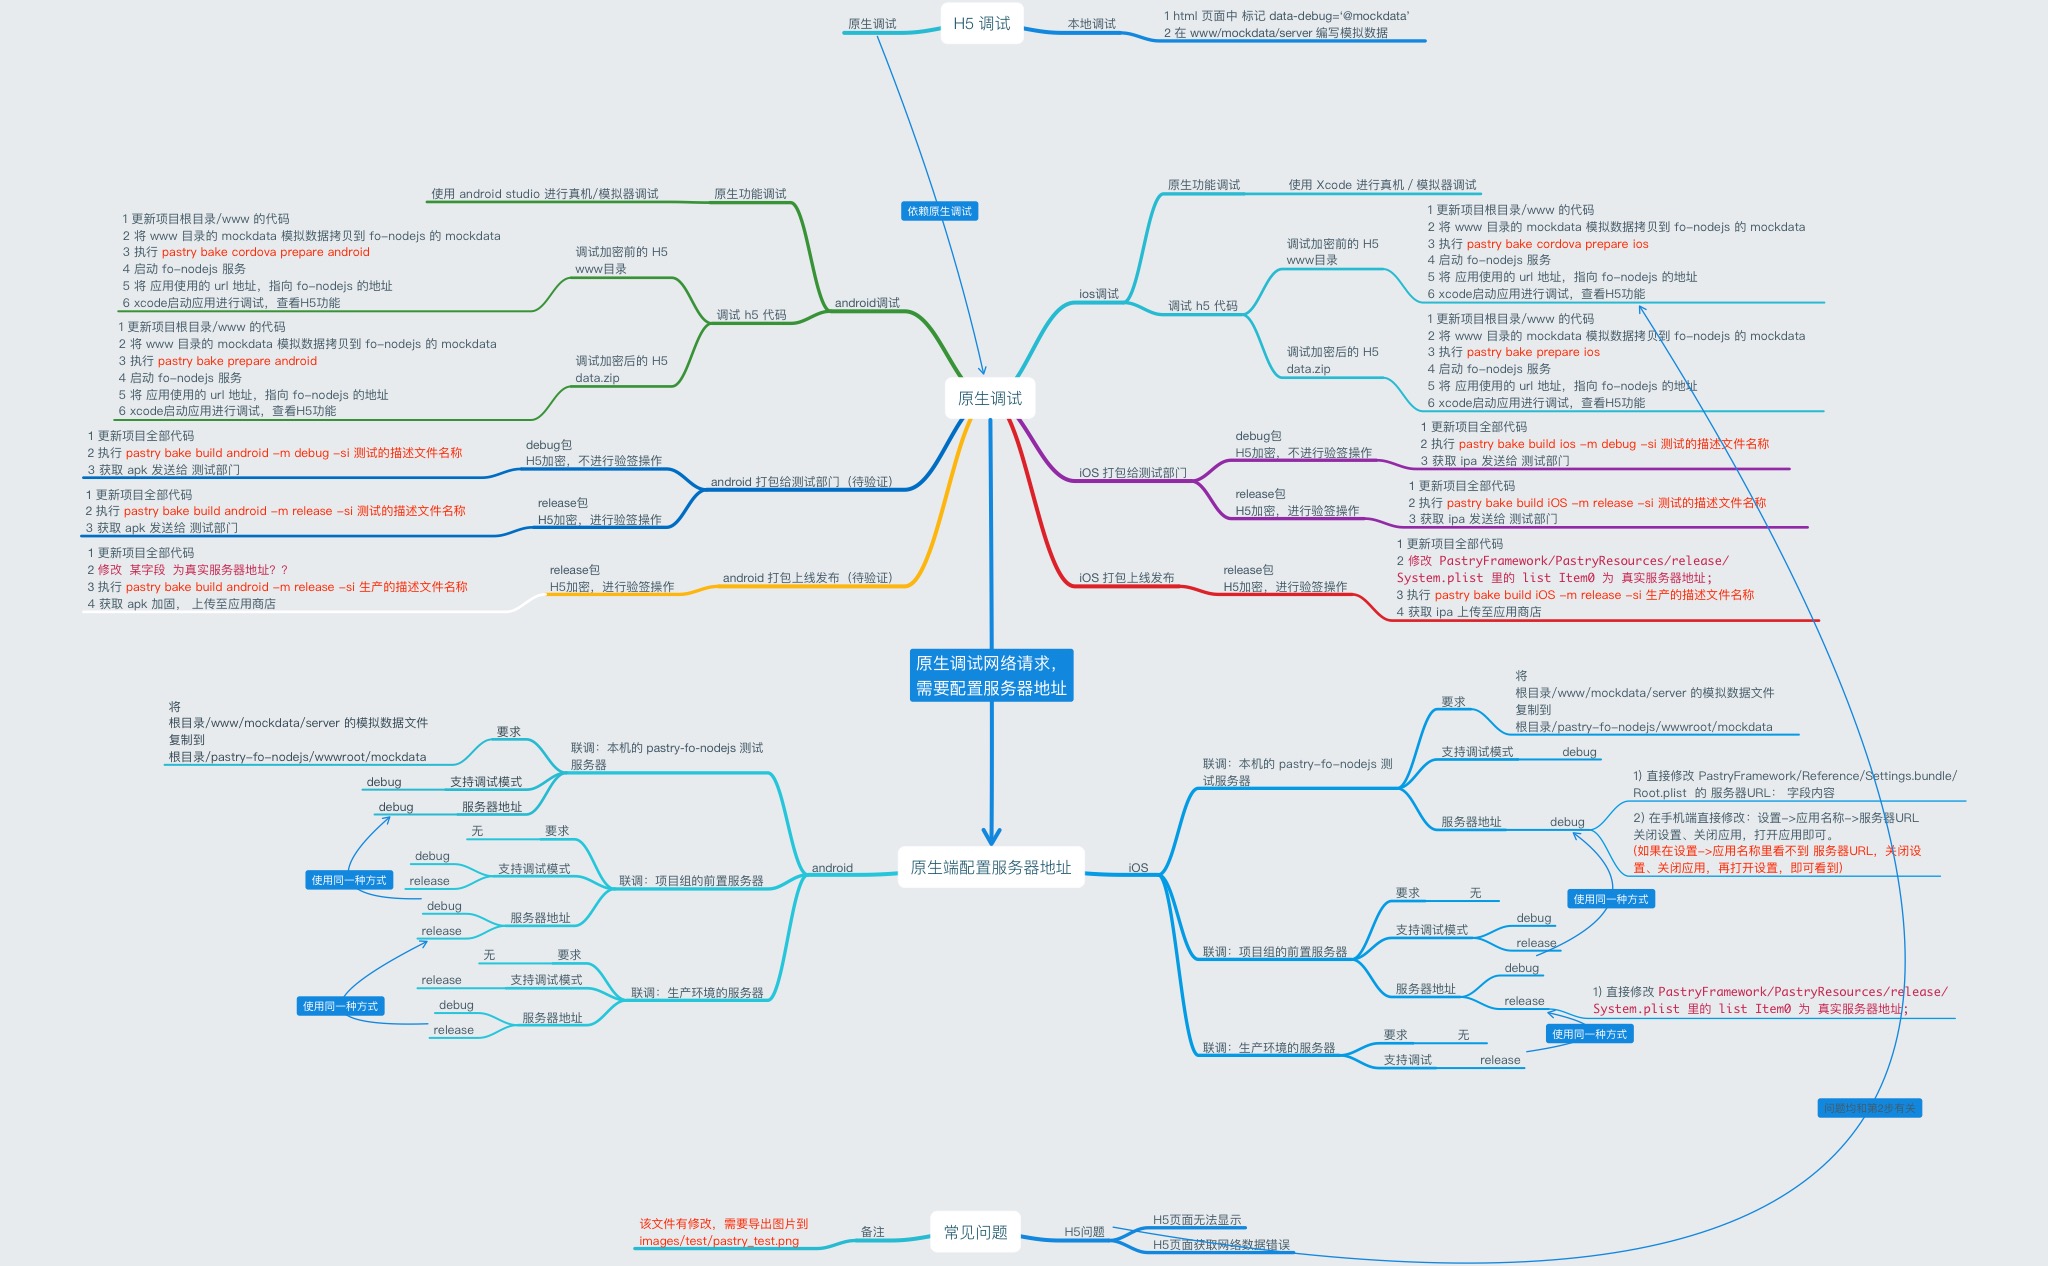 H5 调试
原生调试
本地调试
1 html 页面中 标记 data-debug=‘@mockdata’
2 在 www/mockdata/server 编写模拟数据
依赖原生调试
原生调试
android调试
原生功能调试
使用 android studio 进行真机/模拟器调试
调试 h5 代码
调试加密前的 H5
www目录
1 更新项目根目录/www 的代码
2 将 www 目录的 mockdata 模拟数据拷贝到 fo-nodejs 的 mockdata
3 执行 pastry bake cordova prepare android
4 启动 fo-nodejs 服务
5 将 应用使用的 url 地址，指向 fo-nodejs 的地址
6 xcode启动应用进行调试，查看H5功能
调试加密后的 H5
data.zip
1 更新项目根目录/www 的代码
2 将 www 目录的 mockdata 模拟数据拷贝到 fo-nodejs 的 mockdata
3 执行 pastry bake prepare android
4 启动 fo-nodejs 服务
5 将 应用使用的 url 地址，指向 fo-nodejs 的地址
6 xcode启动应用进行调试，查看H5功能
android 打包给测试部门（待验证）
debug包
H5加密，不进行验签操作
1 更新项目全部代码
2 执行 pastry bake build android -m debug -si 测试的描述文件名称
3 获取 apk 发送给 测试部门
release包
H5加密，进行验签操作
1 更新项目全部代码
2 执行 pastry bake build android -m release -si 测试的描述文件名称
3 获取 apk 发送给 测试部门
android 打包上线发布（待验证）
release包
H5加密，进行验签操作
1 更新项目全部代码
2 修改 某字段 为真实服务器地址？？
3 执行 pastry bake build android -m release -si 生产的描述文件名称
4 获取 apk 加固， 上传至应用商店
ios调试
原生功能调试
使用 Xcode 进行真机 / 模拟器调试
调试 h5 代码
调试加密前的 H5
www目录
1 更新项目根目录/www 的代码
2 将 www 目录的 mockdata 模拟数据拷贝到 fo-nodejs 的 mockdata
3 执行 pastry bake cordova prepare ios
4 启动 fo-nodejs 服务
5 将 应用使用的 url 地址，指向 fo-nodejs 的地址
6 xcode启动应用进行调试，查看H5功能
调试加密后的 H5
data.zip
1 更新项目根目录/www 的代码
2 将 www 目录的 mockdata 模拟数据拷贝到 fo-nodejs 的 mockdata
3 执行 pastry bake prepare ios
4 启动 fo-nodejs 服务
5 将 应用使用的 url 地址，指向 fo-nodejs 的地址
6 xcode启动应用进行调试，查看H5功能
iOS 打包给测试部门
debug包
H5加密，不进行验签操作
1 更新项目全部代码
2 执行 pastry bake build ios -m debug -si 测试的描述文件名称
3 获取 ipa 发送给 测试部门
release包
H5加密，进行验签操作
1 更新项目全部代码
2 执行 pastry bake build iOS -m release -si 测试的描述文件名称
3 获取 ipa 发送给 测试部门
iOS 打包上线发布
release包
H5加密，进行验签操作
1 更新项目全部代码
2 修改 PastryFramework/PastryResources/release/
System.plist 里的 list Item0 为 真实服务器地址；
3 执行 pastry bake build iOS -m release -si 生产的描述文件名称
4 获取 ipa 上传至应用商店
原生调试网络请求，
需要配置服务器地址
原生端配置服务器地址
android
联调：本机的 pastry-fo-nodejs 测试
服务器
要求
将
根目录/www/mockdata/server 的模拟数据文件
复制到
根目录/pastry-fo-nodejs/wwwroot/mockdata
支持调试模式
debug
服务器地址
debug
联调：项目组的前置服务器
要求
无
支持调试模式
debug
release
服务器地址
debug
release
使用同一种方式
联调：生产环境的服务器
要求
无
支持调试模式
release
服务器地址
debug
release
使用同一种方式
iOS
联调：本机的 pastry-fo-nodejs 测
试服务器
要求
将
根目录/www/mockdata/server 的模拟数据文件
复制到
根目录/pastry-fo-nodejs/wwwroot/mockdata
支持调试模式
debug
服务器地址
debug
1) 直接修改 PastryFramework/Reference/Settings.bundle/
Root.plist 的 服务器URL： 字段内容
2) 在手机端直接修改：设置->应用名称->服务器URL
关闭设置、关闭应用，打开应用即可。
(如果在设置->应用名称里看不到 服务器URL，关闭设
置、关闭应用，再打开设置，即可看到)
使用同一种方式
联调：项目组的前置服务器
要求
无
支持调试模式
debug
release
服务器地址
debug
release
1) 直接修改 PastryFramework/PastryResources/release/
System.plist 里的 list Item0 为 真实服务器地址；
使用同一种方式
联调：生产环境的服务器
要求
无
支持调试
release
问题均和第2步有关
常见问题
备注
该文件有修改，需要导出图片到
images/test/pastry_test.png
H5问题
H5页面无法显示
H5页面获取网络数据错误